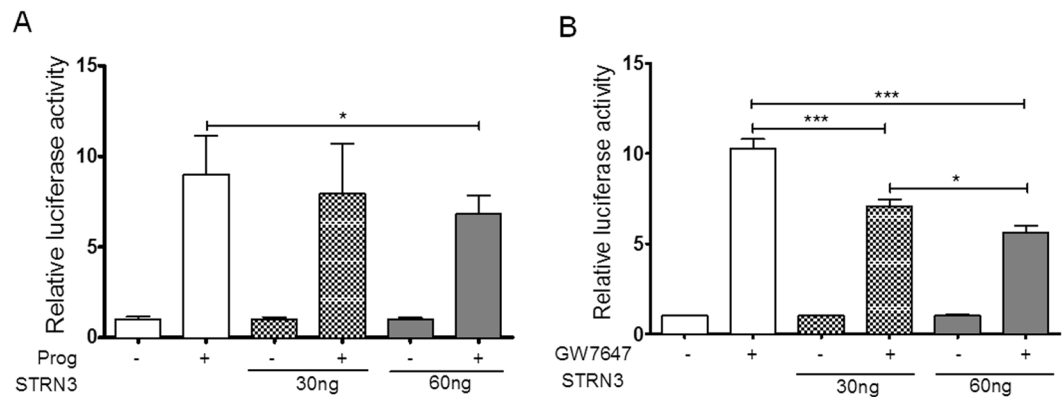 A
Relative luciferase activity
15
10
5
0
*
Prog - + - + - +
STRN3 30ng 60ng
B
Relative luciferase activity
15
10
5
0
***
***
*
GW7647 - + - + - +
STRN3 30ng 60ng